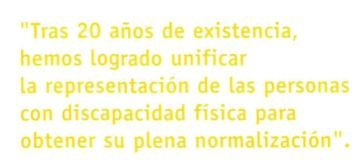 "Tras 20 años de existencia,
hemos logrado unificar
la representación de las personas
con discapacidad física para
obtener su plena normalización".